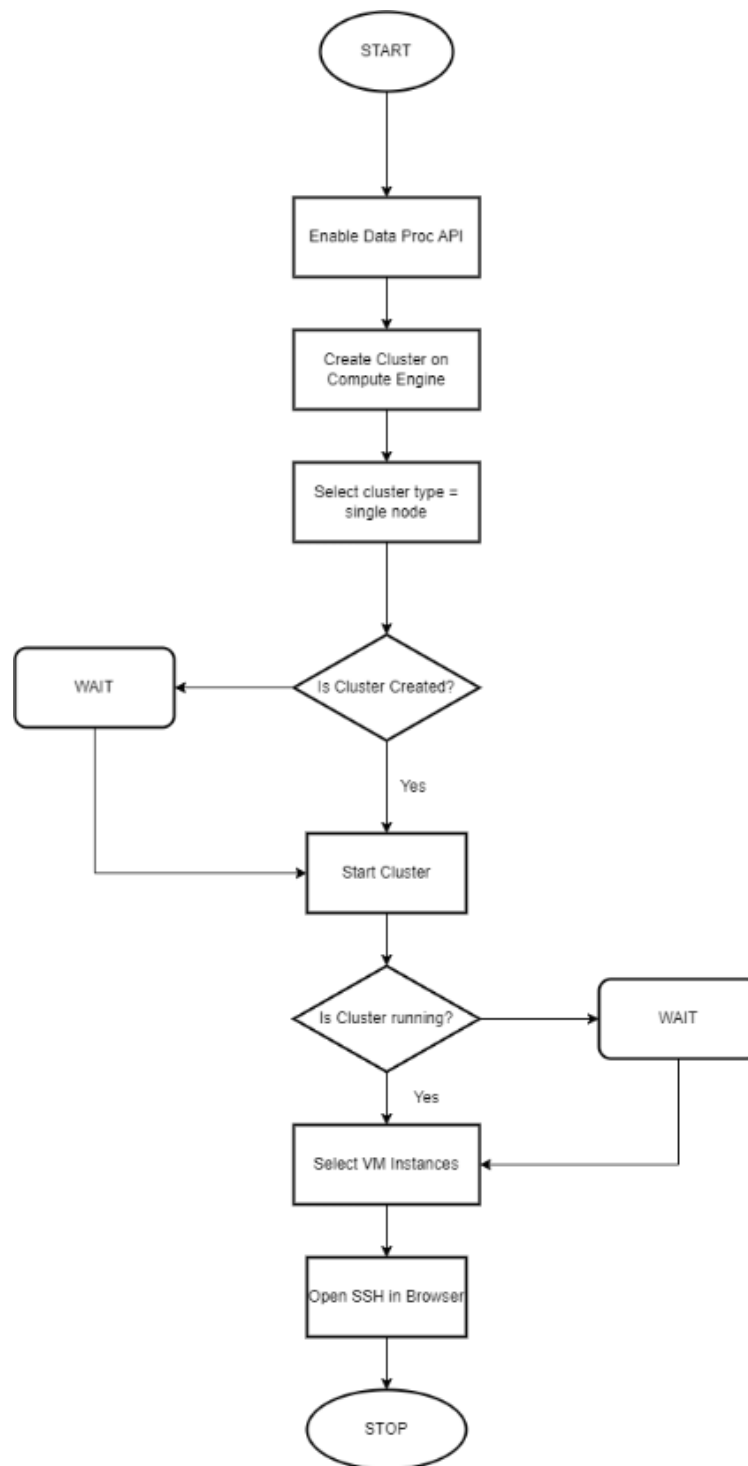 START
Enable Data Proc API
Create Cluster on
Compute Engine
Select cluster type =
single node
WAIT
Is Cluster Created?
Yes
Start Cluster
Is Cluster running?
WAIT
Yes
Select VM Instances
Open SSH in Browser
STOP